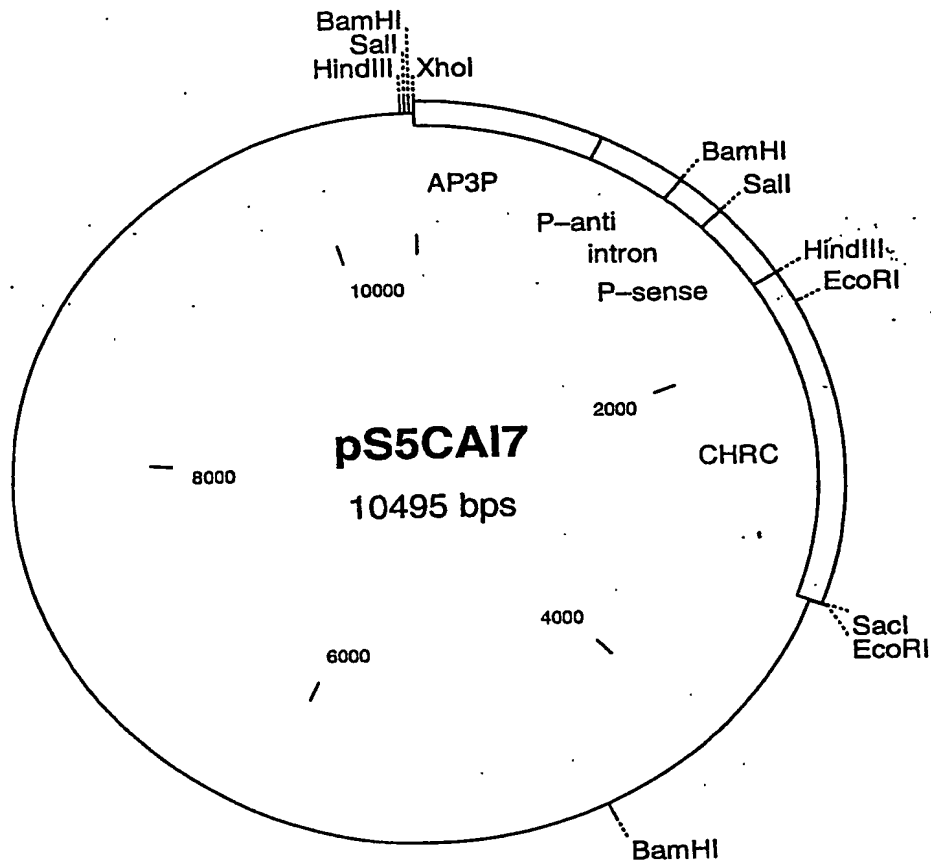 BamHI
SalI
HindIII
XhoI
BamHI
SalI
AP3P
P–anti
intron
HindIII
EcoRI
P–sense
10000
2000
pS5CAI7
CHRC
8000
10495 bps
4000
SacI
EcoRI
6000
BamHI